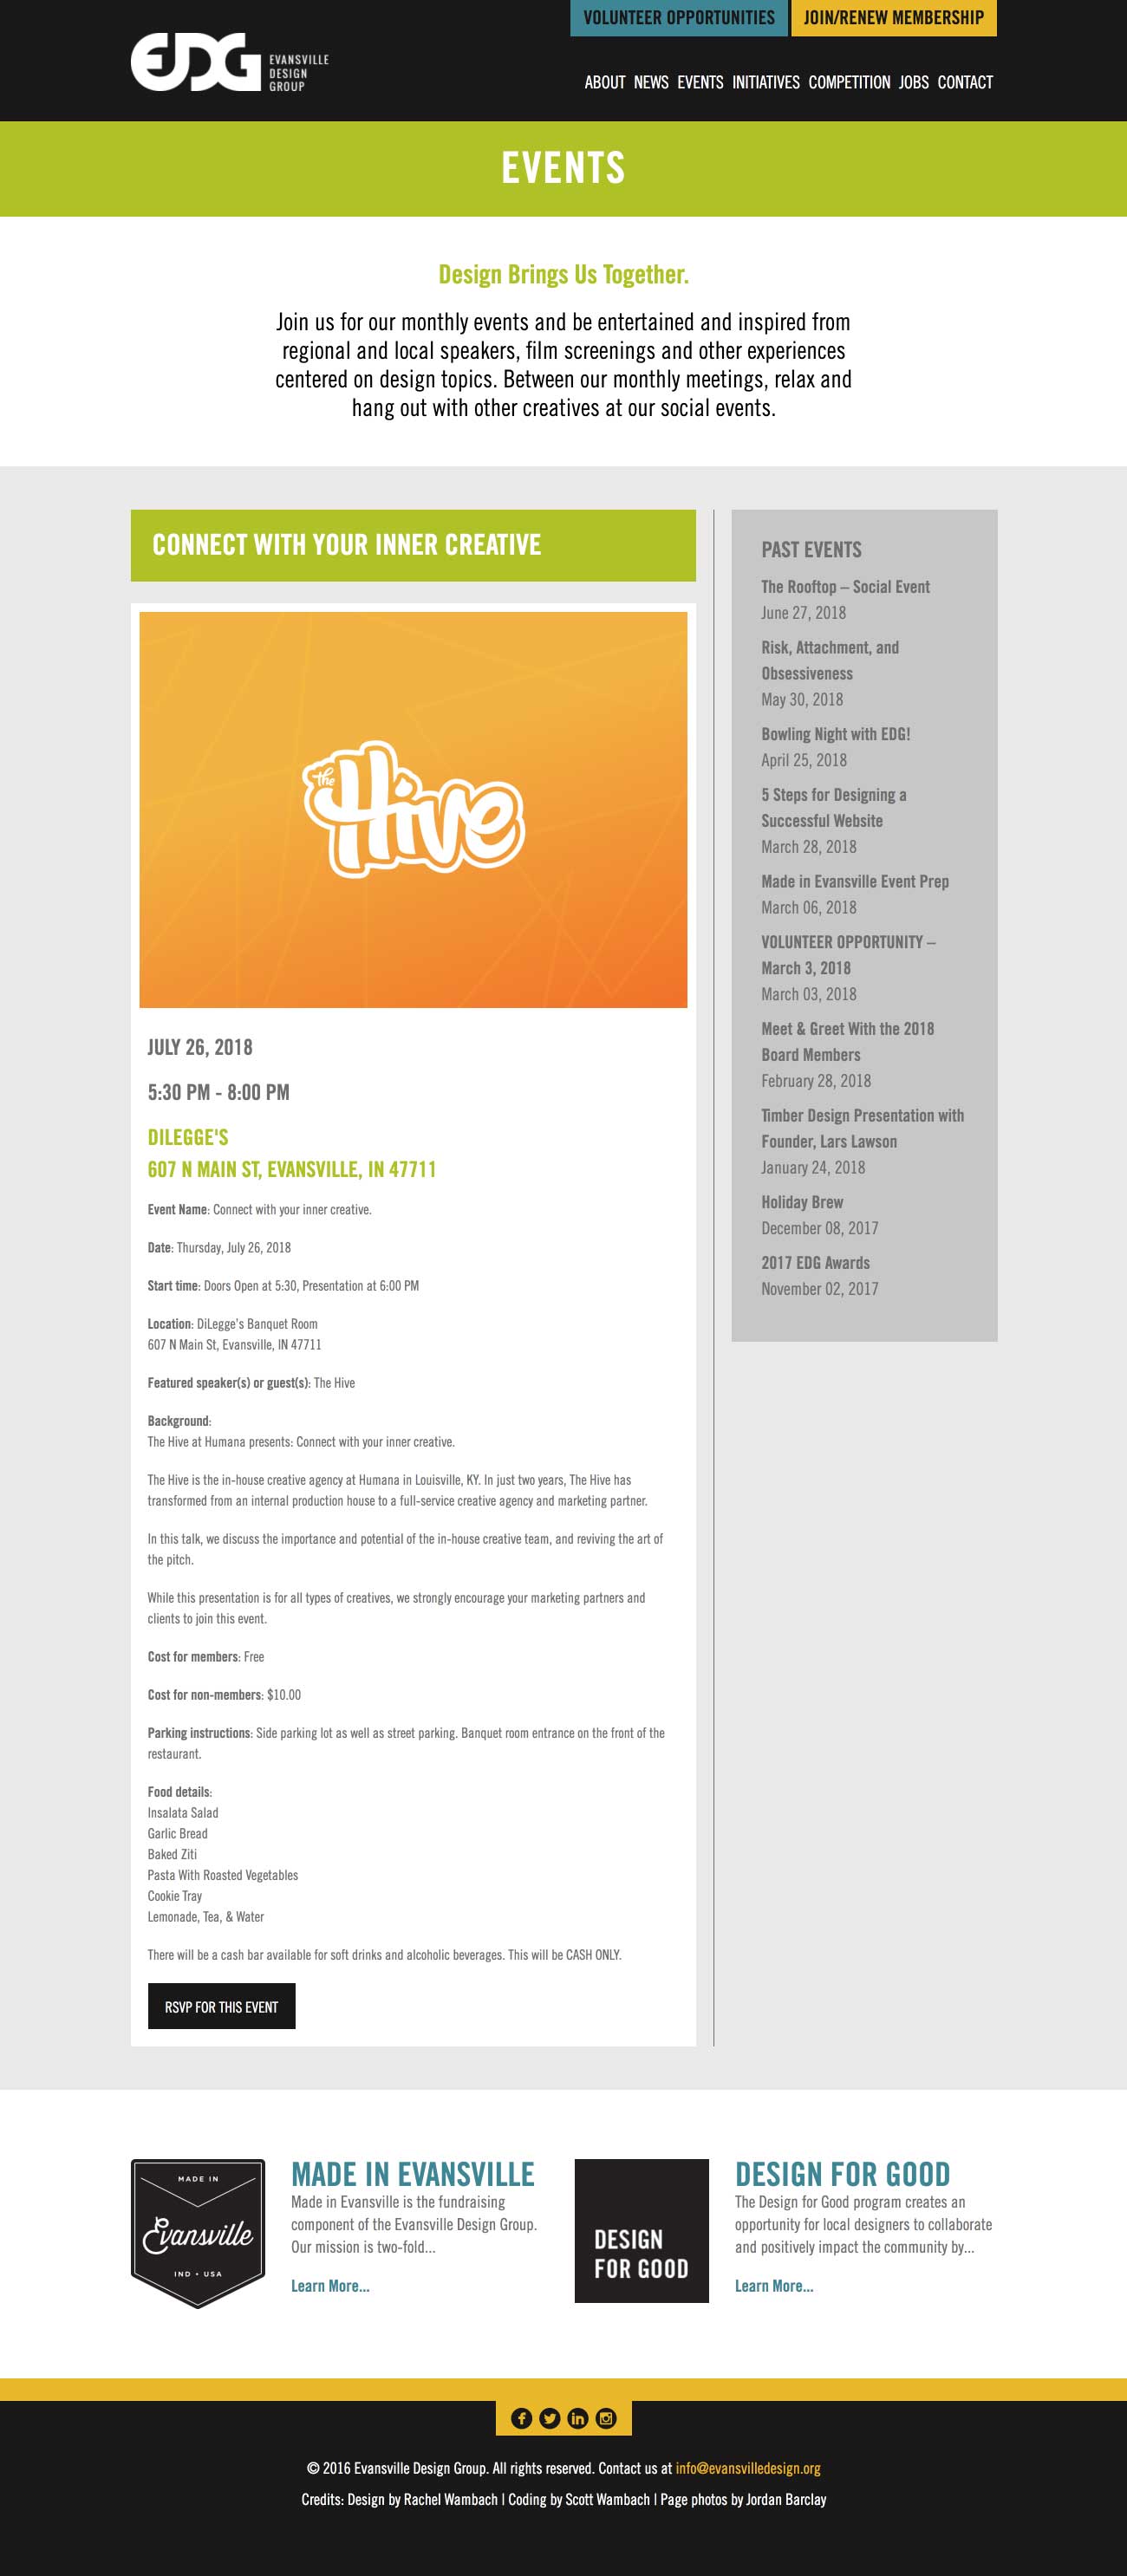 VOLUNTEER OPPORTUNITIES
JOIN/RENEW MEMBERSHIP
EDG EVANSVILLE
DESIGN
GROUP
ABOUT NEWS EVENTS INITIATIVES COMPETITION JOBS CONTACT
EVENTS
Design Brings Us Together.
Join us for our monthly events and be entertained and inspired from
regional and local speakers, film screenings and other experiences
centered on design topics. Between our monthly meetings, relax and
hang out with other creatives at our social events.
CONNECT WITH YOUR INNER CREATIVE
the
Hive
JULY 26, 2018
5:30 PM - 8:00 PM
DILEGGE'S
607 N MAIN ST, EVANSVILLE, IN 47711
Event Name: Connect with your inner creative.
Date: Thursday, July 26, 2018
Start time: Doors Open at 5:30, Presentation at 6:00 PM
Location: DiLegge's Banquet Room
607 N Main St, Evansville, IN 47711
Featured speaker(s) or guest(s): The Hive
Background:
The Hive at Humana presents: Connect with your inner creative.
The Hive is the in-house creative agency at Humana in Louisville, KY. In just two years, The Hive has
transformed from an internal production house to a full-service creative agency and marketing partner.
In this talk, we discuss the importance and potential of the in-house creative team, and reviving the art of
the pitch.
While this presentation is for all types of creatives, we strongly encourage your marketing partners and
clients to join this event.
Cost for members: Free
Cost for non-members: $10.00
Parking instructions: Side parking lot as well as street parking. Banquet room entrance on the front of the
restaurant.
Food details:
Insalata Salad
Garlic Bread
Baked Ziti
Pasta With Roasted Vegetables
Cookie Tray
Lemonade, Tea, & Water
There will be a cash bar available for soft drinks and alcoholic beverages. This will be CASH ONLY.
RSVP FOR THIS EVENT
PAST EVENTS
The Rooftop – Social Event
June 27, 2018
Risk, Attachment, and
Obsessiveness
May 30, 2018
Bowling Night with EDG!
April 25, 2018
5 Steps for Designing a
Successful Website
March 28, 2018
Made in Evansville Event Prep
March 06, 2018
VOLUNTEER OPPORTUNITY –
March 3, 2018
March 03, 2018
Meet & Greet With the 2018
Board Members
February 28, 2018
Timber Design Presentation with
Founder, Lars Lawson
January 24, 2018
Holiday Brew
December 08, 2017
2017 EDG Awards
November 02, 2017
MADE IN
Evansville
IND • USA
MADE IN EVANSVILLE
Made in Evansville is the fundraising
component of the Evansville Design Group.
Our mission is two-fold...
Learn More...
DESIGN
FOR GOOD
DESIGN FOR GOOD
The Design for Good program creates an
opportunity for local designers to collaborate
and positively impact the community by...
Learn More...
© 2016 Evansville Design Group. All rights reserved. Contact us at info@evansvilledesign.org
Credits: Design by Rachel Wambach | Coding by Scott Wambach | Page photos by Jordan Barclay